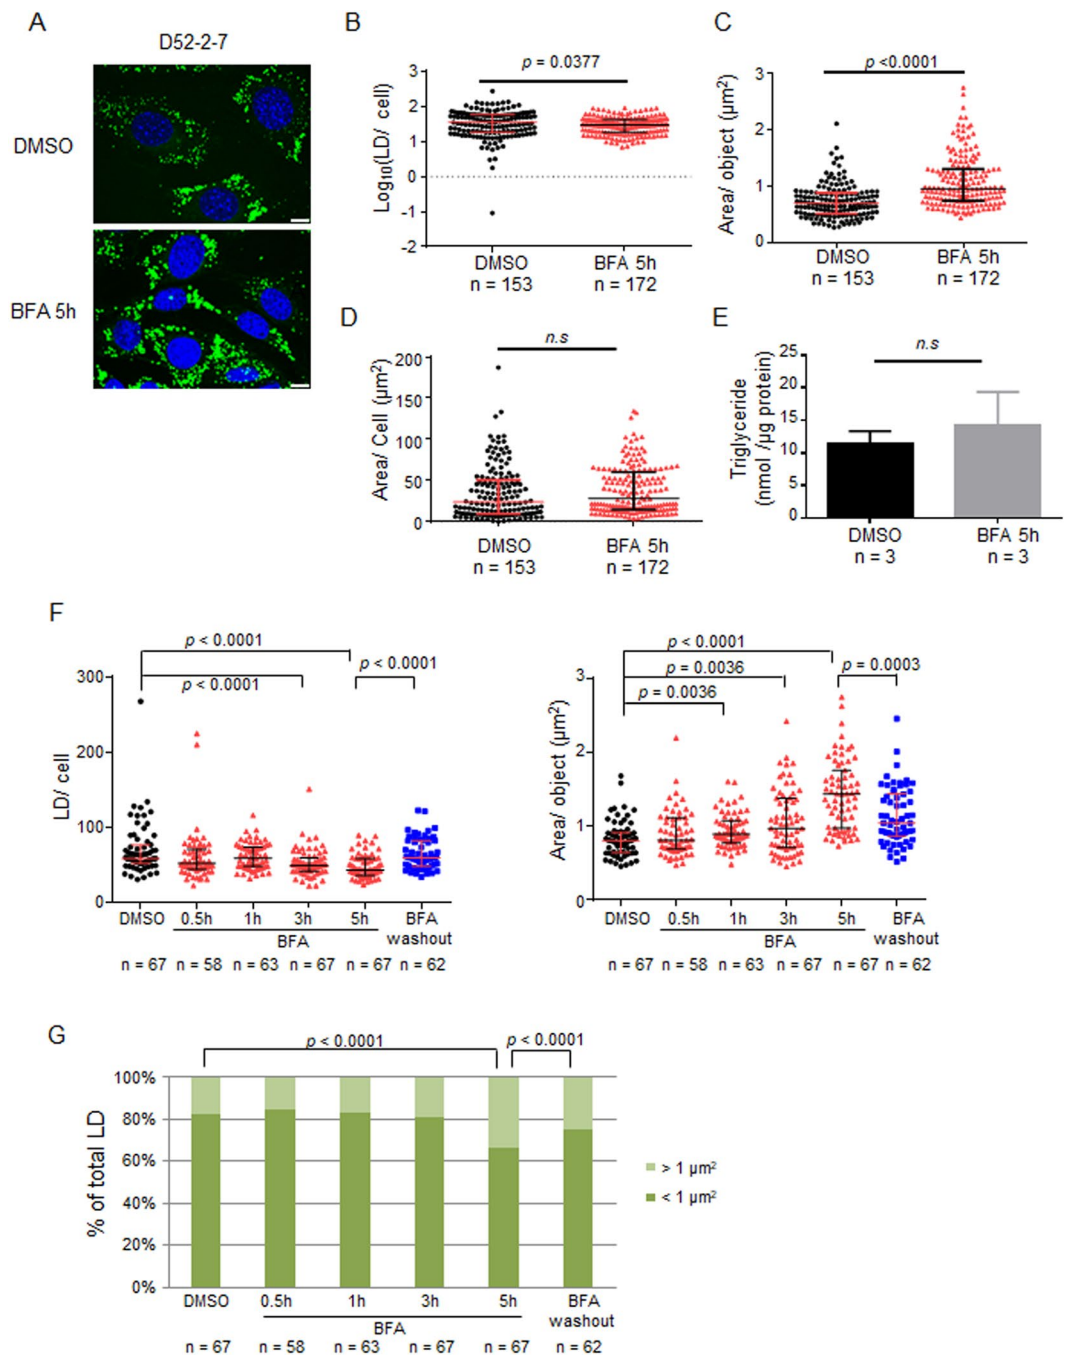 A
D52-2-7
DMSO
BFA 5h
B
p = 0.0377
Log10(LD/ cell)
3
2
1
0
-1
-2
DMSO
n = 153
BFA 5h
n = 172
C
p <0.0001
Area/ object (µm²)
3
2
1
0
DMSO
n = 153
BFA 5h
n = 172
D
n.s
Area/ Cell (µm²)
200
150
100
50
0
DMSO
n = 153
BFA 5h
n = 172
E
n.s
Triglyceride
(nmol /µg protein)
25
20
15
10
5
0
DMSO
n = 3
BFA 5h
n = 3
F
p < 0.0001
p < 0.0001
p < 0.0001
LD/ cell
300
200
100
0
DMSO 0.5h 1h 3h 5h BFA
washout
BFA
n = 67 n = 58 n = 63 n = 67 n = 67 n = 62
p < 0.0001
p = 0.0036
p = 0.0003
p = 0.0036
Area/ object (µm²)
3
2
1
0
DMSO 0.5h 1h 3h 5h BFA
washout
BFA
n = 67 n = 58 n = 63 n = 67 n = 67 n = 62
G
p < 0.0001 p < 0.0001
% of total LD
100%
80%
60%
40%
20%
0%
> 1 µm²
< 1 µm²
DMSO 0.5h 1h 3h 5h BFA
washout
BFA
n = 67 n = 58 n = 63 n = 67 n = 67 n = 62